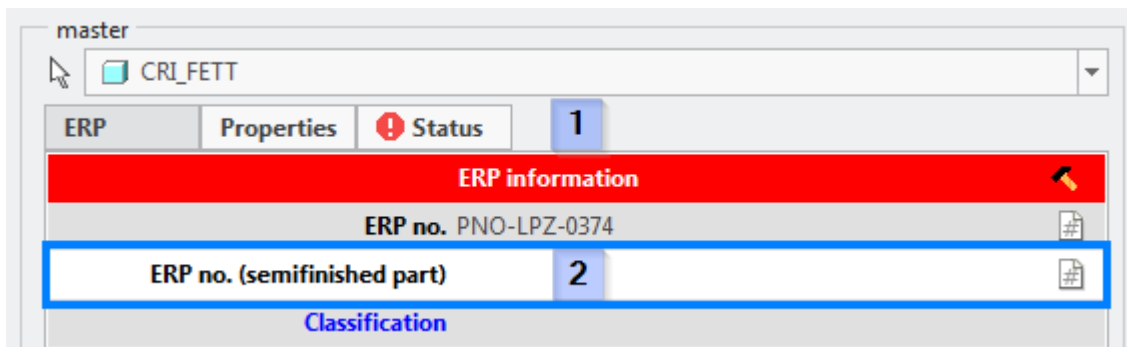 master
CRI_FETT
ERP Properties Status 1
ERP information
ERP no. PNO-LPZ-0374
ERP no. (semifinished part) 2
Classification